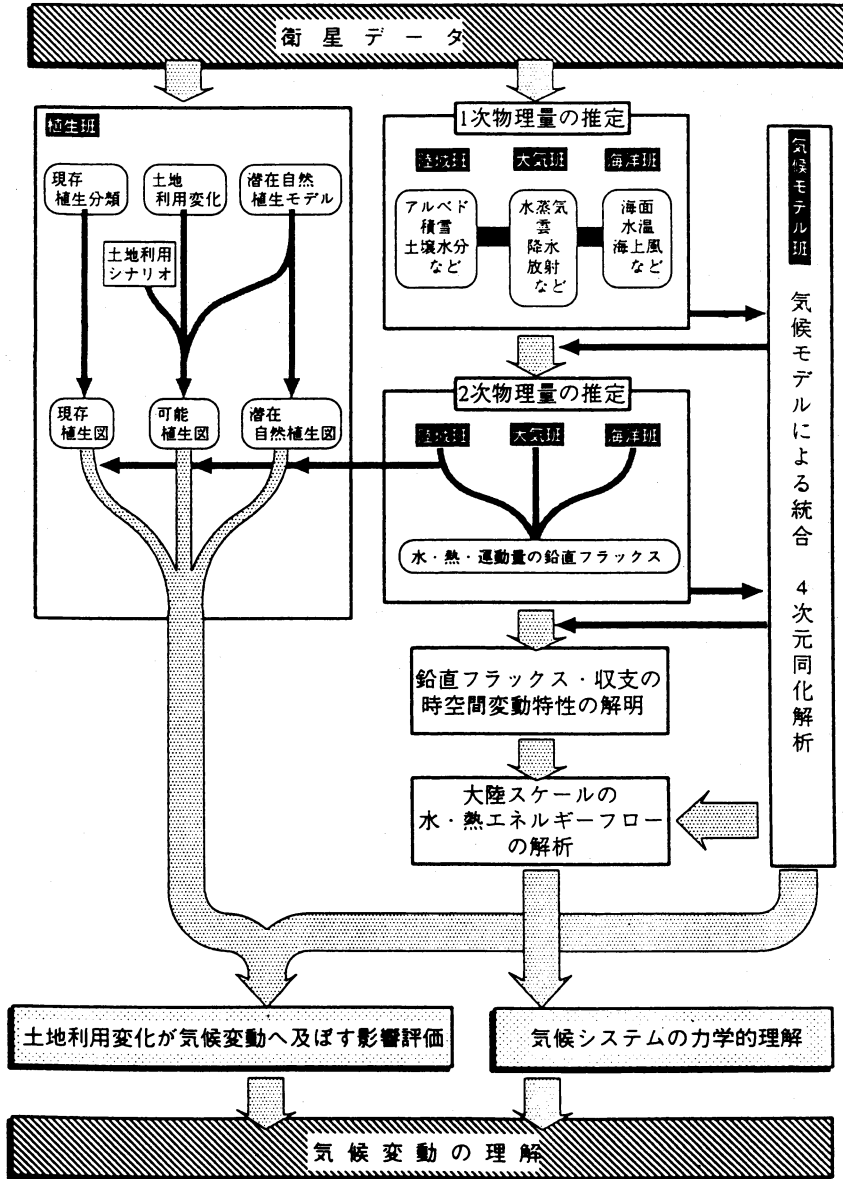 衛星データ
植生班
現存
植生分類
土地
利用変化
潜在自然
植生モデル
土地利用
シナリオ
現存
植生図
可能
植生図
潜在
自然植生図
1次物理量の推定
陸域班
大気班
海洋班
アルベド
積雪
土壌水分
など
水蒸気
雲
降水
放射
など
海面
水温
海上風
など
2次物理量の推定
陸域班
大気班
海洋班
水・熱・運動量の鉛直フラックス
鉛直フラックス・収支の
時空間変動特性の解明
大陸スケールの
水・熱エネルギーフロー
の解析
気候モデル班
気候モデルによる統合 4次元同化解析
土地利用変化が気候変動へ及ぼす影響評価
気候システムの力学的理解
気候変動の理解